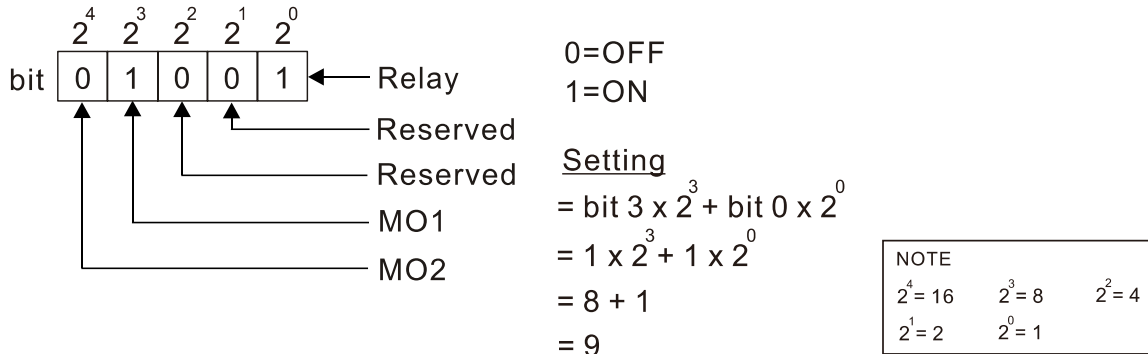 2⁴ 2³ 2² 2¹ 2⁰
bit 0 1 0 0 1 Relay
Reserved
Reserved
MO1
MO2
0=OFF
1=ON
Setting
= bit 3 x 2³ + bit 0 x 2⁰
= 1 x 2³ + 1 x 2⁰
= 8 + 1
= 9
NOTE
2⁴= 16 2³= 8 2²= 4
2¹= 2 2⁰= 1